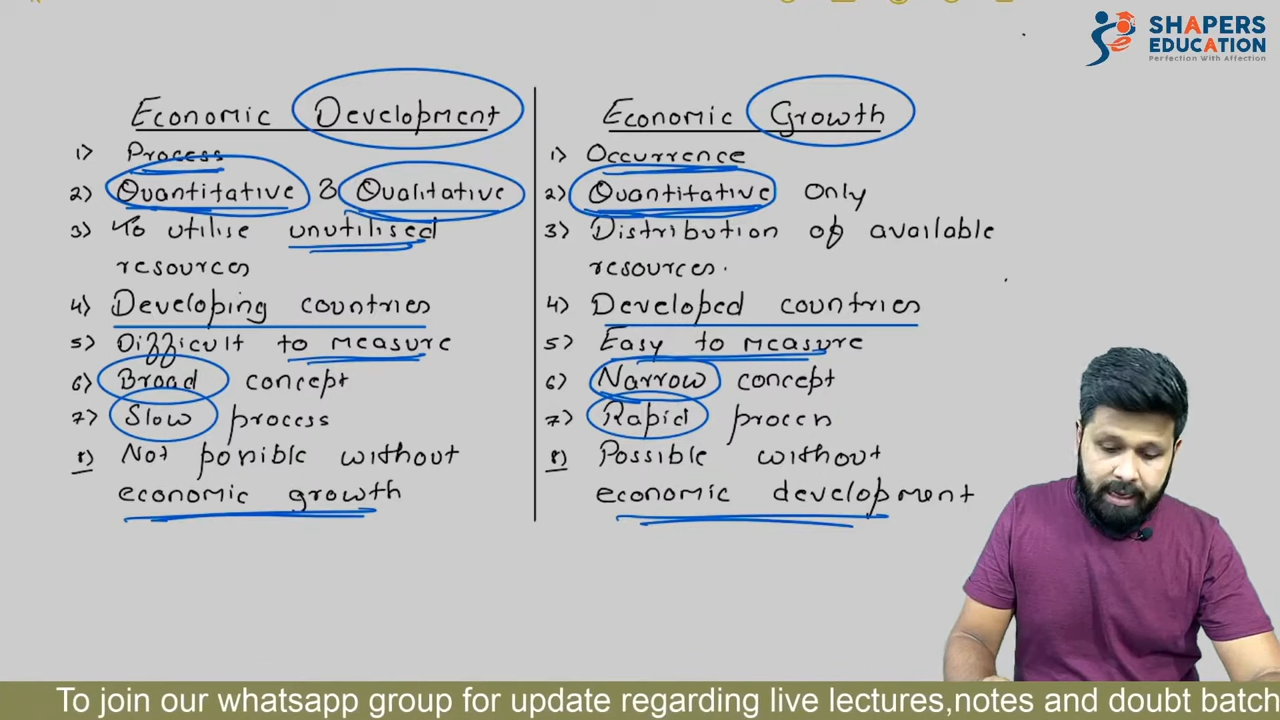 SHAPERS
EDUCATION
Perfection With Affection
Economic Development
1) Process
2) Quantitative & Qualitative
3) To utilise unutilised
resources
4) Developing countries
5) Difficult to measure
6) Broad concept
7) Slow process
8) Not possible without
economic growth
Economic Growth
1) Occurrence
2) Quantitative Only
3) Distribution of available
resources.
4) Developed countries
5) Easy to measure
6) Narrow concept
7) Rapid process
8) Possible without
economic development
To join our whatsapp group for update regarding live lectures,notes and doubt batch